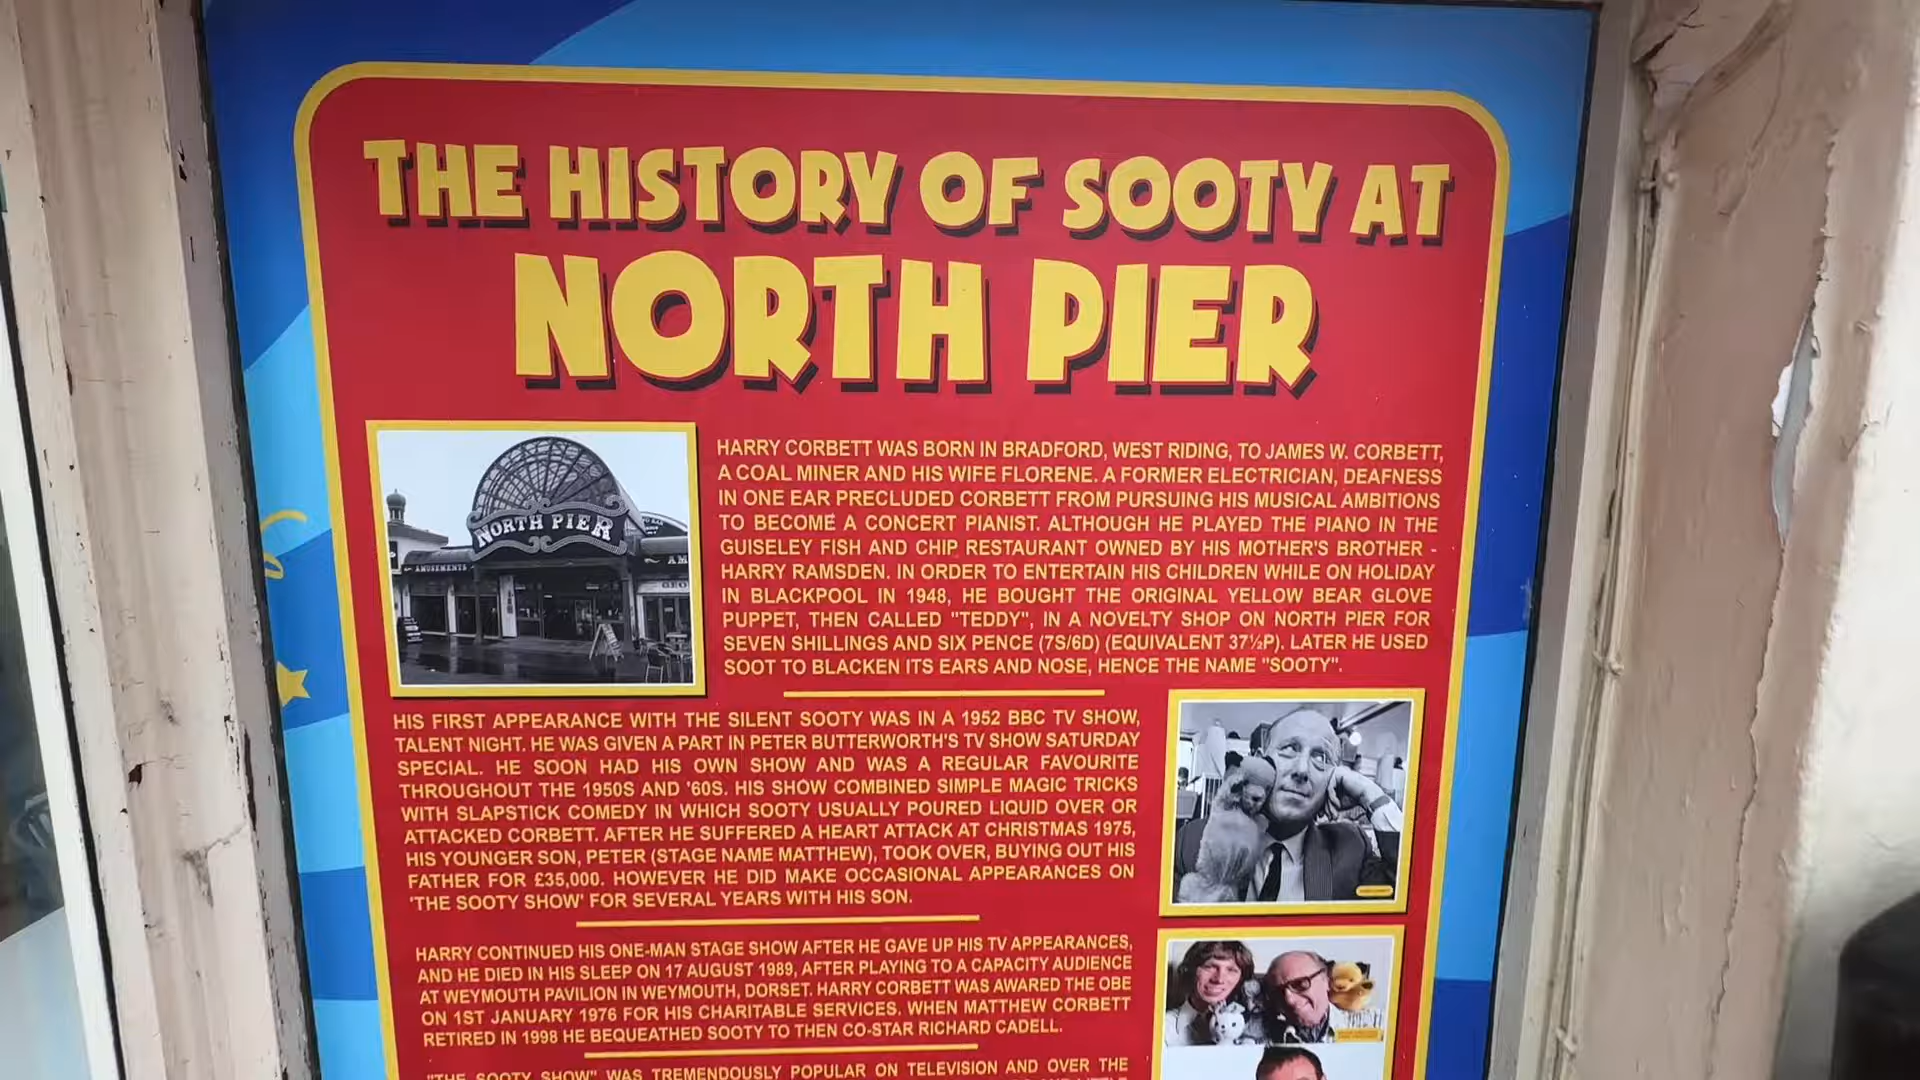 THE HISTORY OF SOOTY AT
NORTH PIER
NORTH PIER
AMUSEMENTS
AM
GEO
HARRY CORBETT WAS BORN IN BRADFORD, WEST RIDING, TO JAMES W. CORBETT,
A COAL MINER AND HIS WIFE FLORENE. A FORMER ELECTRICIAN, DEAFNESS
IN ONE EAR PRECLUDED CORBETT FROM PURSUING HIS MUSICAL AMBITIONS
TO BECOME A CONCERT PIANIST. ALTHOUGH HE PLAYED THE PIANO IN THE
GUISELEY FISH AND CHIP RESTAURANT OWNED BY HIS MOTHER'S BROTHER -
HARRY RAMSDEN. IN ORDER TO ENTERTAIN HIS CHILDREN WHILE ON HOLIDAY
IN BLACKPOOL IN 1948, HE BOUGHT THE ORIGINAL YELLOW BEAR GLOVE
PUPPET, THEN CALLED "TEDDY", IN A NOVELTY SHOP ON NORTH PIER FOR
SEVEN SHILLINGS AND SIX PENCE (7S/6D) (EQUIVALENT 37½P). LATER HE USED
SOOT TO BLACKEN ITS EARS AND NOSE, HENCE THE NAME "SOOTY".
HIS FIRST APPEARANCE WITH THE SILENT SOOTY WAS IN A 1952 BBC TV SHOW,
TALENT NIGHT. HE WAS GIVEN A PART IN PETER BUTTERWORTH'S TV SHOW SATURDAY
SPECIAL. HE SOON HAD HIS OWN SHOW AND WAS A REGULAR FAVOURITE
THROUGHOUT THE 1950S AND '60S. HIS SHOW COMBINED SIMPLE MAGIC TRICKS
WITH SLAPSTICK COMEDY IN WHICH SOOTY USUALLY POURED LIQUID OVER OR
ATTACKED CORBETT. AFTER HE SUFFERED A HEART ATTACK AT CHRISTMAS 1975,
HIS YOUNGER SON, PETER (STAGE NAME MATTHEW), TOOK OVER, BUYING OUT HIS
FATHER FOR £35,000. HOWEVER HE DID MAKE OCCASIONAL APPEARANCES ON
'THE SOOTY SHOW' FOR SEVERAL YEARS WITH HIS SON.
HARRY CONTINUED HIS ONE-MAN STAGE SHOW AFTER HE GAVE UP HIS TV APPEARANCES,
AND HE DIED IN HIS SLEEP ON 17 AUGUST 1989, AFTER PLAYING TO A CAPACITY AUDIENCE
AT WEYMOUTH PAVILION IN WEYMOUTH, DORSET. HARRY CORBETT WAS AWARED THE OBE
ON 1ST JANUARY 1976 FOR HIS CHARITABLE SERVICES. WHEN MATTHEW CORBETT
RETIRED IN 1998 HE BEQUEATHED SOOTY TO THEN CO-STAR RICHARD CADELL.
"THE SOOTY SHOW" WAS TREMENDOUSLY POPULAR ON TELEVISION AND OVER THE